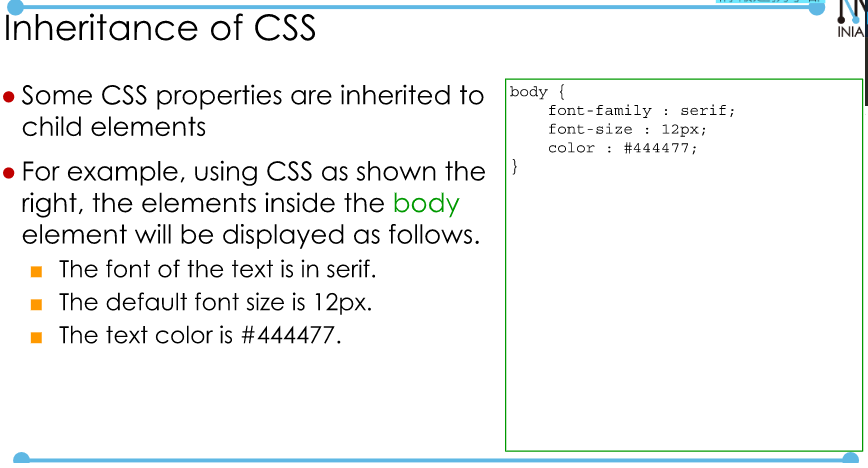 Inheritance of CSS
INIA
Some CSS properties are inherited to
child elements
For example, using CSS as shown the
right, the elements inside the body
element will be displayed as follows.
The font of the text is in serif.
The default font size is 12px.
The text color is #444477.
body {
font-family : serif;
font-size : 12px;
color : #444477;
}